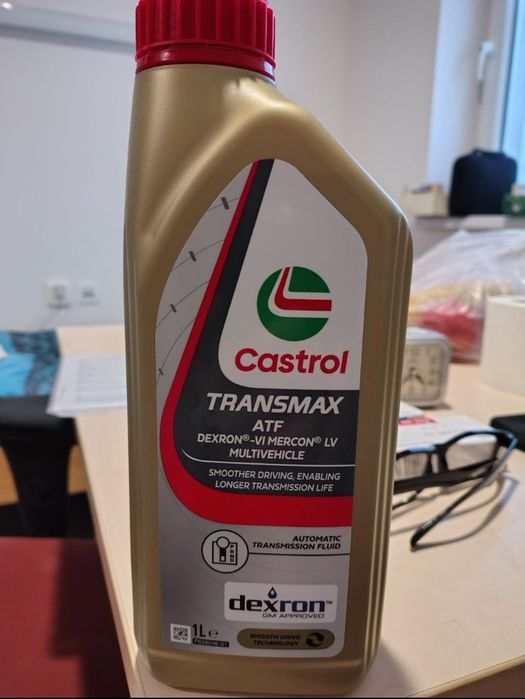 Castrol
TRANSMAX
ATF
DEXRON®-VI MERCON® LV
MULTIVEHICLE
SMOOTHER DRIVING, ENABLING
LONGER TRANSMISSION LIFE
AUTOMATIC
TRANSMISSION FLUID
dexron™
GM APPROVED
1L e
SMOOTH DRIVE
TECHNOLOGY